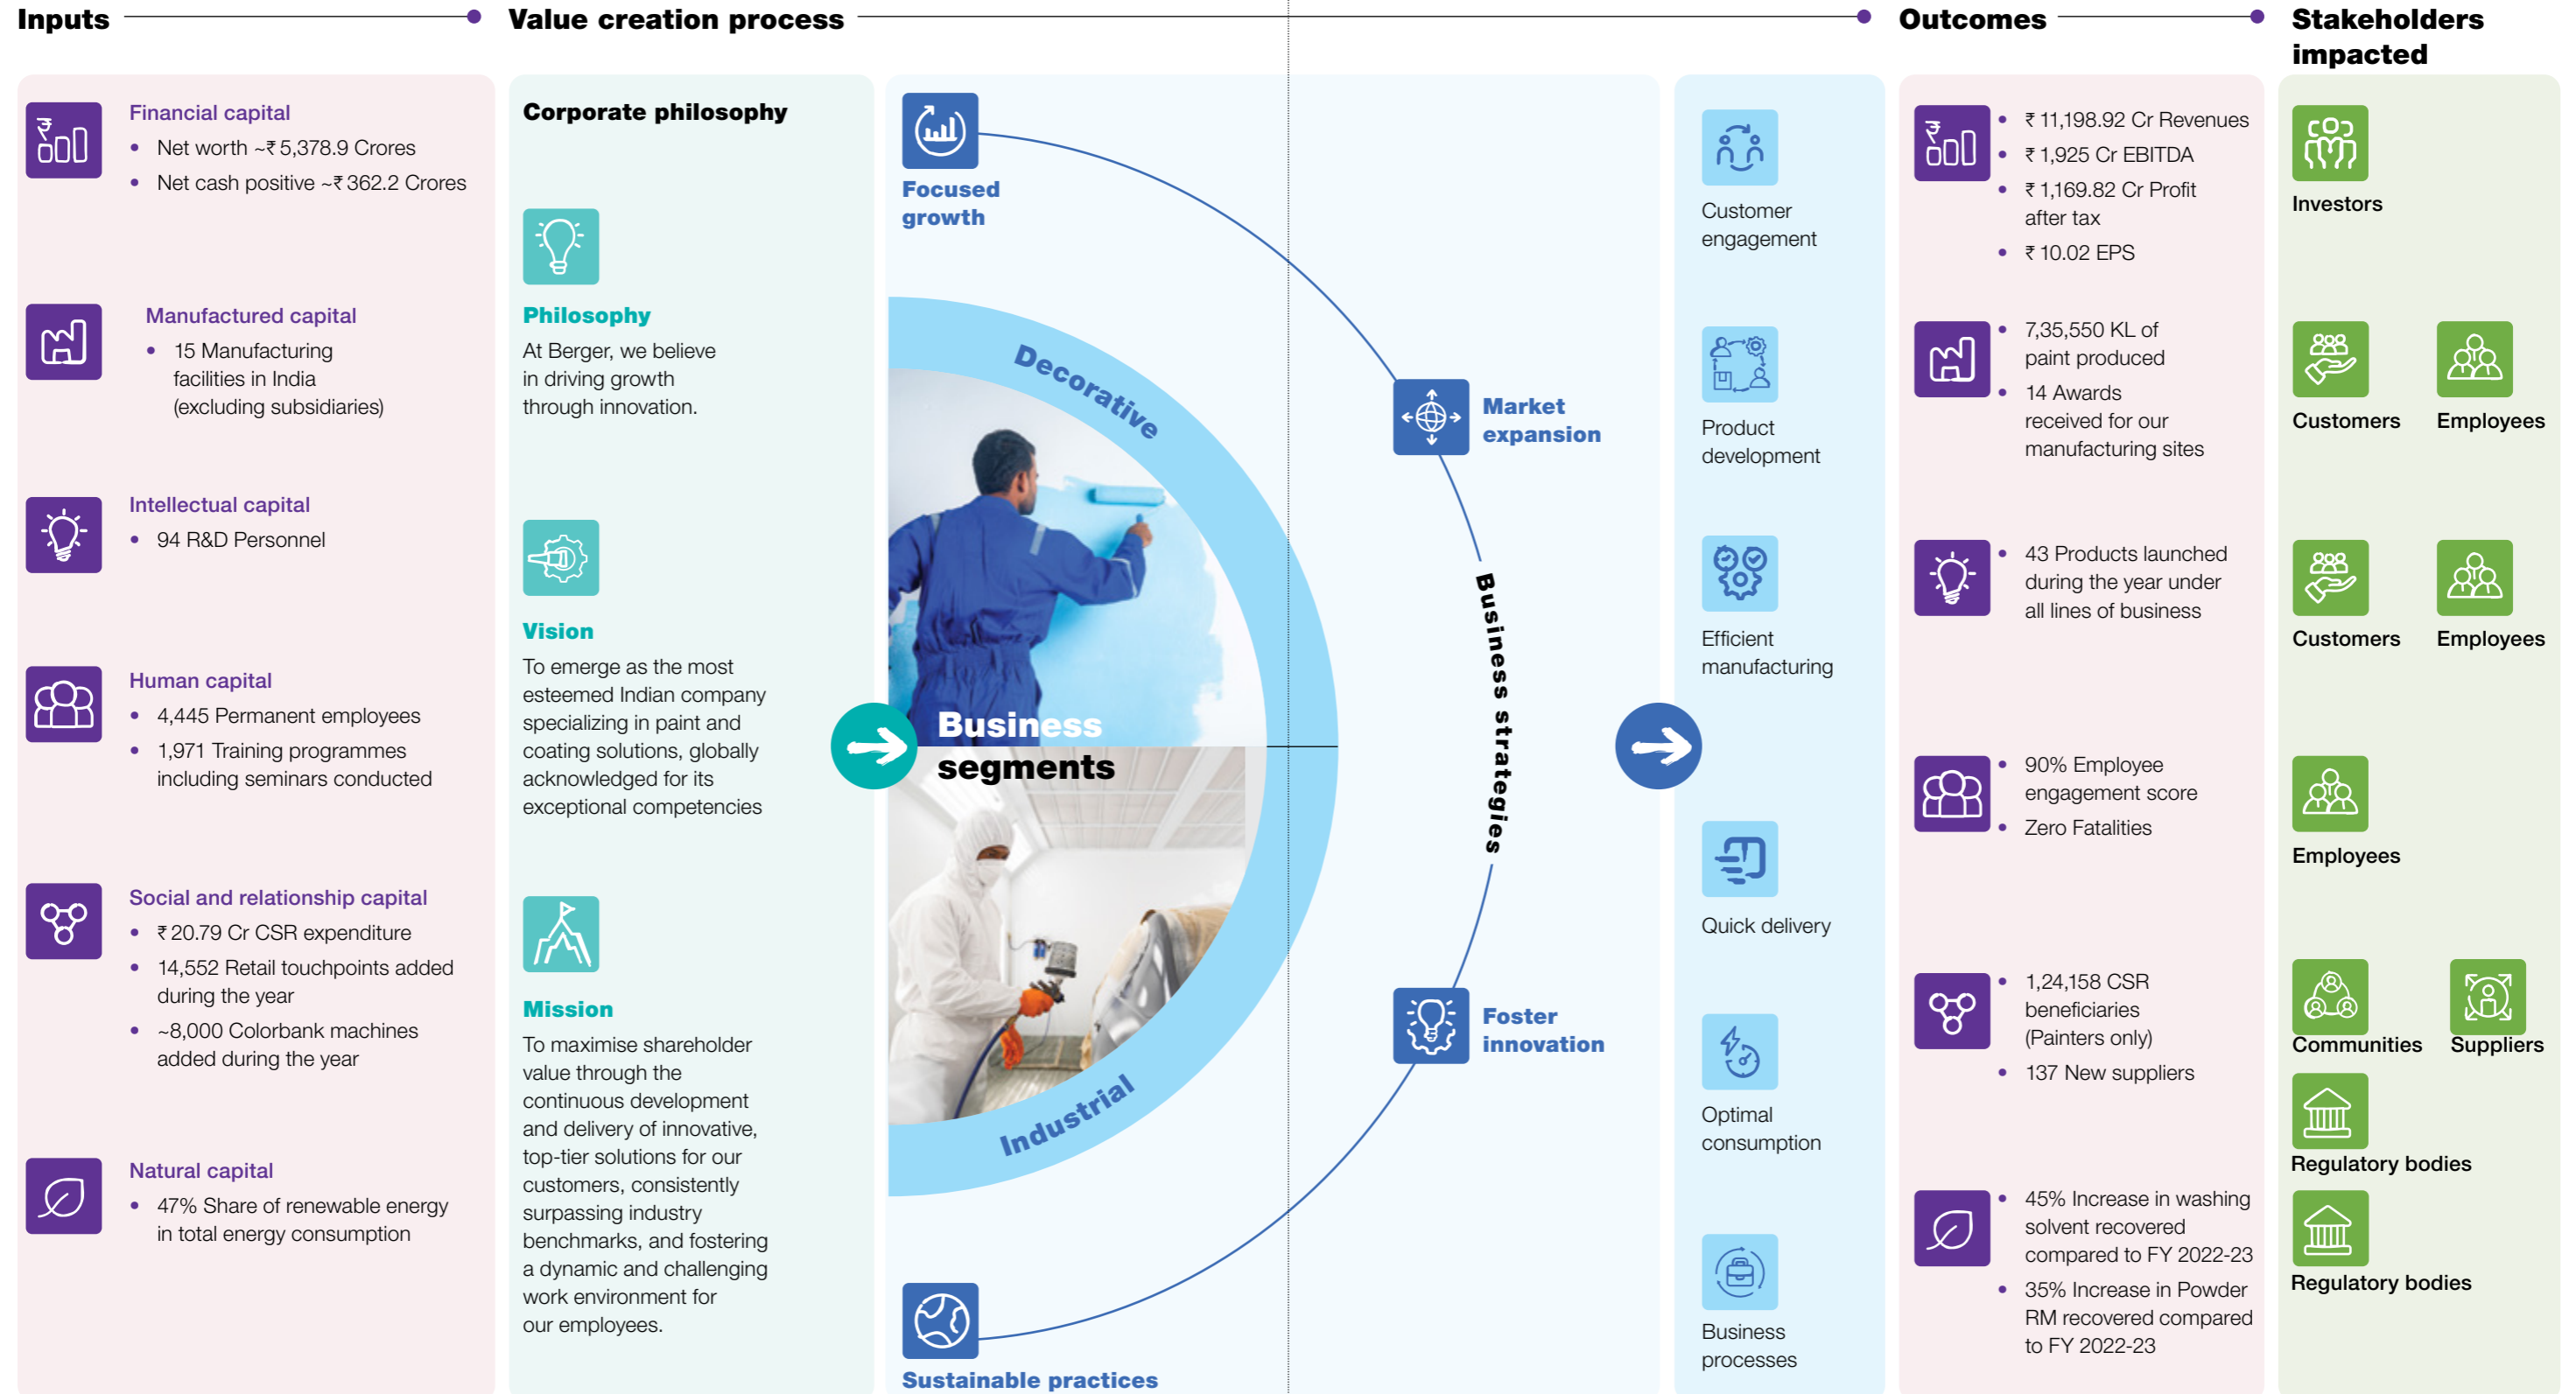 Inputs
Financial capital
• Net worth ~₹ 5,378.9 Crores
• Net cash positive ~₹ 362.2 Crores
Manufactured capital
• 15 Manufacturing
facilities in India
(excluding subsidiaries)
Intellectual capital
• 94 R&D Personnel
Human capital
• 4,445 Permanent employees
• 1,971 Training programmes
including seminars conducted
Social and relationship capital
• ₹ 20.79 Cr CSR expenditure
• 14,552 Retail touchpoints added
during the year
• ~8,000 Colorbank machines
added during the year
Natural capital
• 47% Share of renewable energy
in total energy consumption
Value creation process
Corporate philosophy
Philosophy
At Berger, we believe
in driving growth
through innovation.
Vision
To emerge as the most
esteemed Indian company
specializing in paint and
coating solutions, globally
acknowledged for its
exceptional competencies
Mission
To maximise shareholder
value through the
continuous development
and delivery of innovative,
top-tier solutions for our
customers, consistently
surpassing industry
benchmarks, and fostering
a dynamic and challenging
work environment for
our employees.
Focused
growth
Decorative
Business
segments
Industrial
Market
expansion
Business strategies
Foster
innovation
Sustainable practices
Customer
engagement
Product
development
Efficient
manufacturing
Quick delivery
Optimal
consumption
Business
processes
Outcomes
• ₹ 11,198.92 Cr Revenues
• ₹ 1,925 Cr EBITDA
• ₹ 1,169.82 Cr Profit
after tax
• ₹ 10.02 EPS
• 7,35,550 KL of
paint produced
• 14 Awards
received for our
manufacturing sites
• 43 Products launched
during the year under
all lines of business
• 90% Employee
engagement score
• Zero Fatalities
• 1,24,158 CSR
beneficiaries
(Painters only)
• 137 New suppliers
• 45% Increase in washing
solvent recovered
compared to FY 2022-23
• 35% Increase in Powder
RM recovered compared
to FY 2022-23
Stakeholders
impacted
Investors
Customers
Employees
Customers
Employees
Employees
Communities
Suppliers
Regulatory bodies
Regulatory bodies